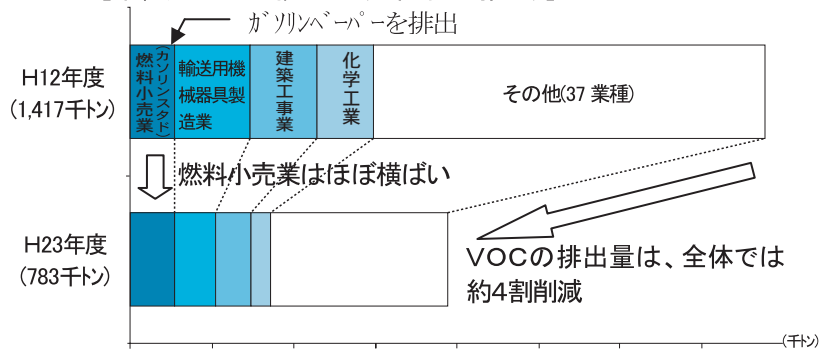 ガソリンベーパーを排出
H12年度
(1,417千トン)
燃料小売業
(ガソリンスタンド)
輸送用機
械器具製
造業
建築工事業
化学工業
その他(37業種)
燃料小売業はほぼ横ばい
H23年度
(783千トン)
VOCの排出量は、全体では
約4割削減
(千トン)